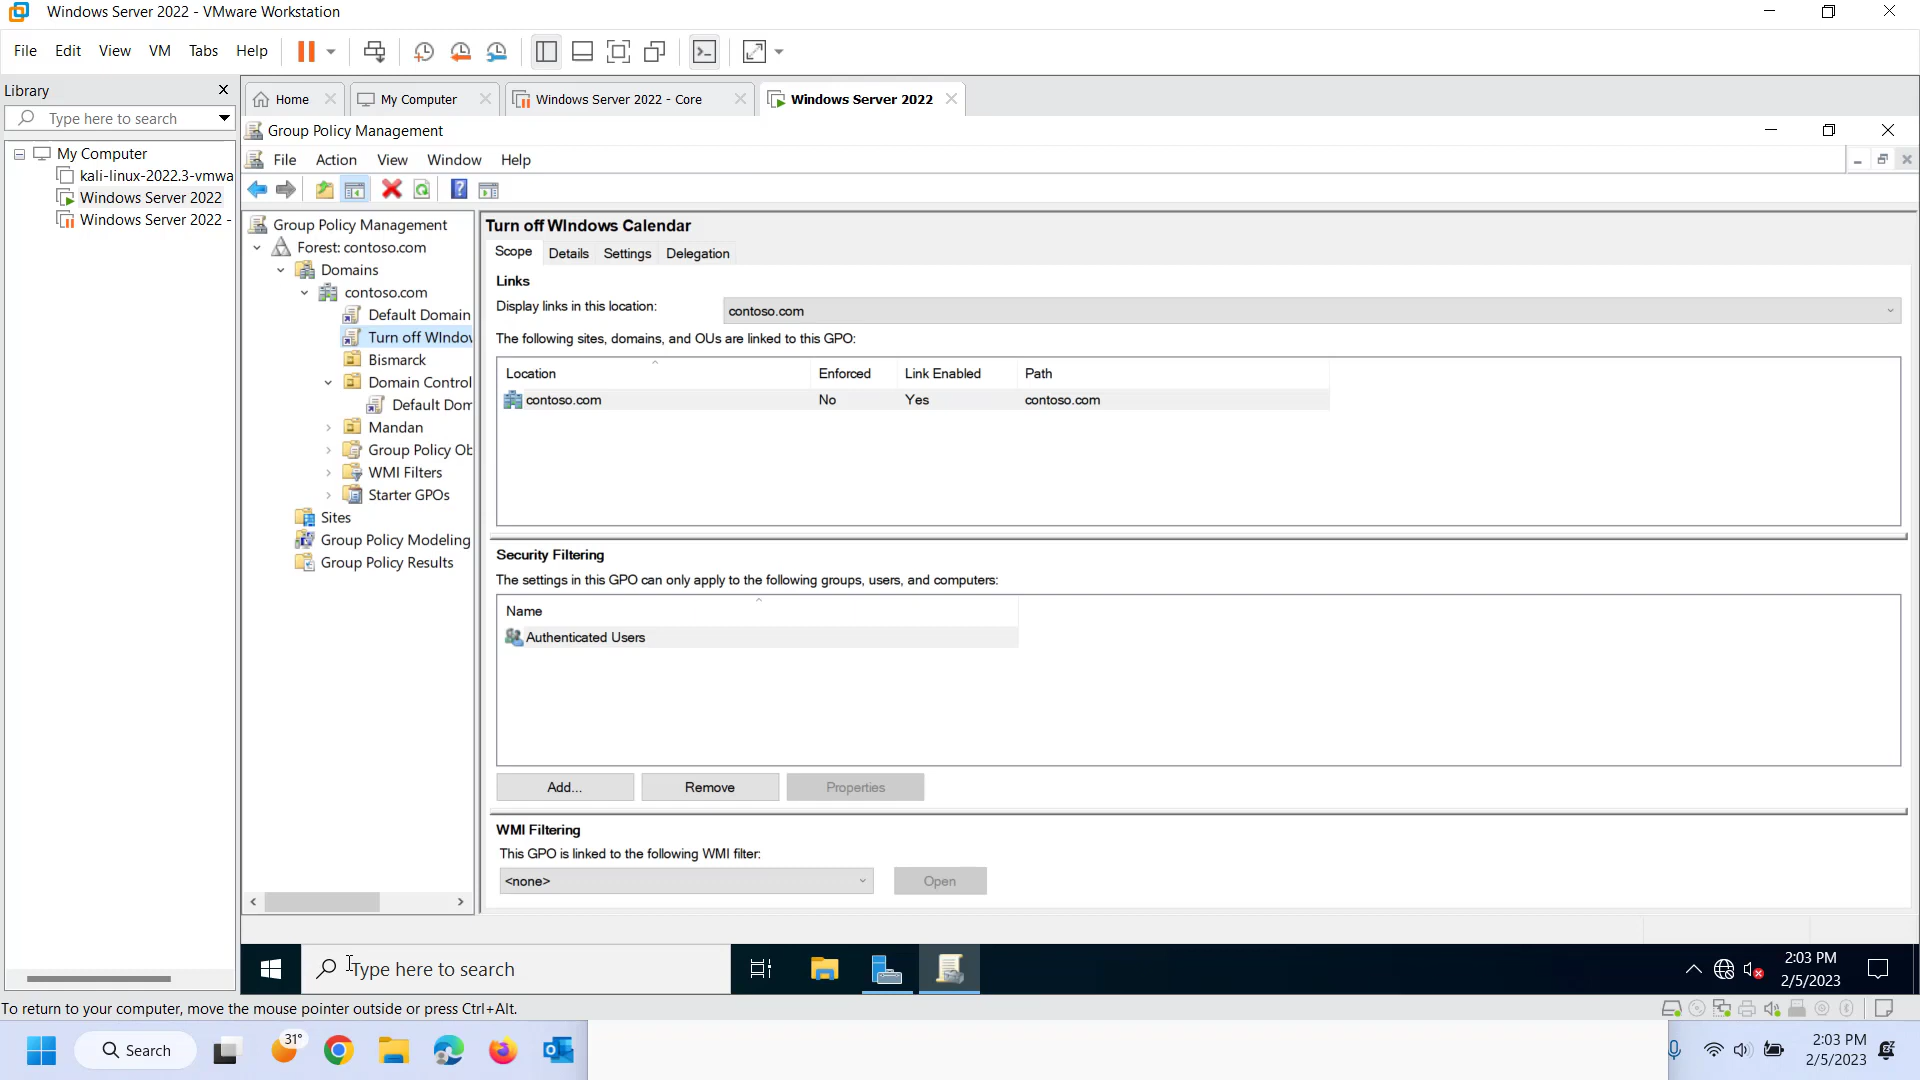 Windows Server 2022 - VMware Workstation
File Edit View VM Tabs Help
Library
Type here to search
My Computer
kali-linux-2022.3-vmwa
Windows Server 2022
Windows Server 2022 -
Home
My Computer
Windows Server 2022 - Core
Windows Server 2022
Group Policy Management
File Action View Window Help
Group Policy Management
Forest: contoso.com
Domains
contoso.com
Default Domain
Turn off WIndov
Bismarck
Domain Control
Default Dom
Mandan
Group Policy Ob
WMI Filters
Starter GPOs
Sites
Group Policy Modeling
Group Policy Results
Turn off WIndows Calendar
Scope Details Settings Delegation
Links
Display links in this location:
contoso.com
The following sites, domains, and OUs are linked to this GPO:
Location Enforced Link Enabled Path
contoso.com No Yes contoso.com
Security Filtering
The settings in this GPO can only apply to the following groups, users, and computers:
Name
Authenticated Users
Add... Remove Properties
WMI Filtering
This GPO is linked to the following WMI filter:
<none> Open
Type here to search
2:03 PM
2/5/2023
To return to your computer, move the mouse pointer outside or press Ctrl+Alt.
Search
31°
2:03 PM
2/5/2023